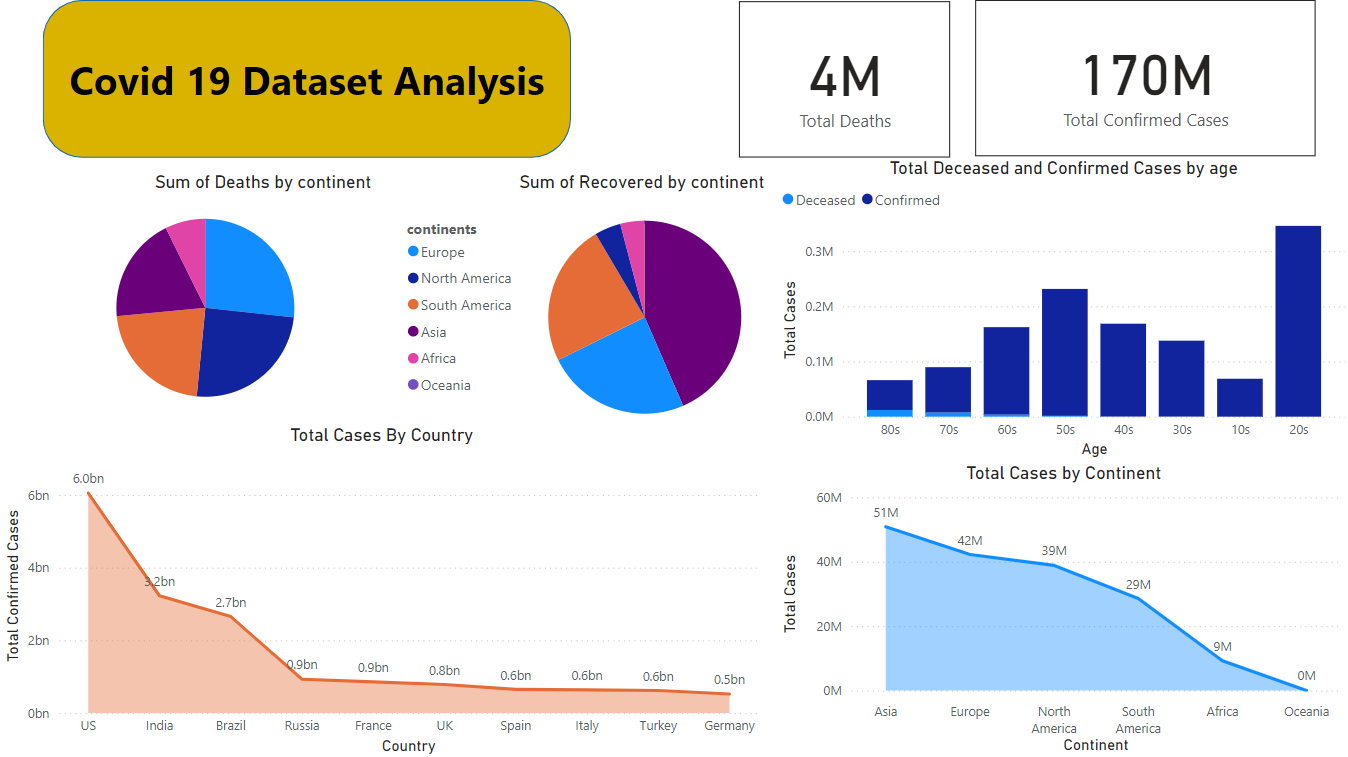 Covid 19 Dataset Analysis
4M
Total Deaths
170M
Total Confirmed Cases
Sum of Deaths by continent
Sum of Recovered by continent
continents
Europe
North America
South America
Asia
Africa
Oceania
Total Deceased and Confirmed Cases by age
Deceased Confirmed
Total Cases
0.3M
0.2M
0.1M
0.0M
80s 70s 60s 50s 40s 30s 10s 20s
Age
Total Cases By Country
Total Confirmed Cases
6bn
4bn
2bn
0bn
6.0bn
3.2bn
2.7bn
0.9bn
0.9bn
0.8bn
0.6bn
0.6bn
0.6bn
0.5bn
US India Brazil Russia France UK Spain Italy Turkey Germany
Country
Total Cases by Continent
Total Cases
60M
40M
20M
0M
51M
42M
39M
29M
9M
0M
Asia Europe North America South America Africa Oceania
Continent